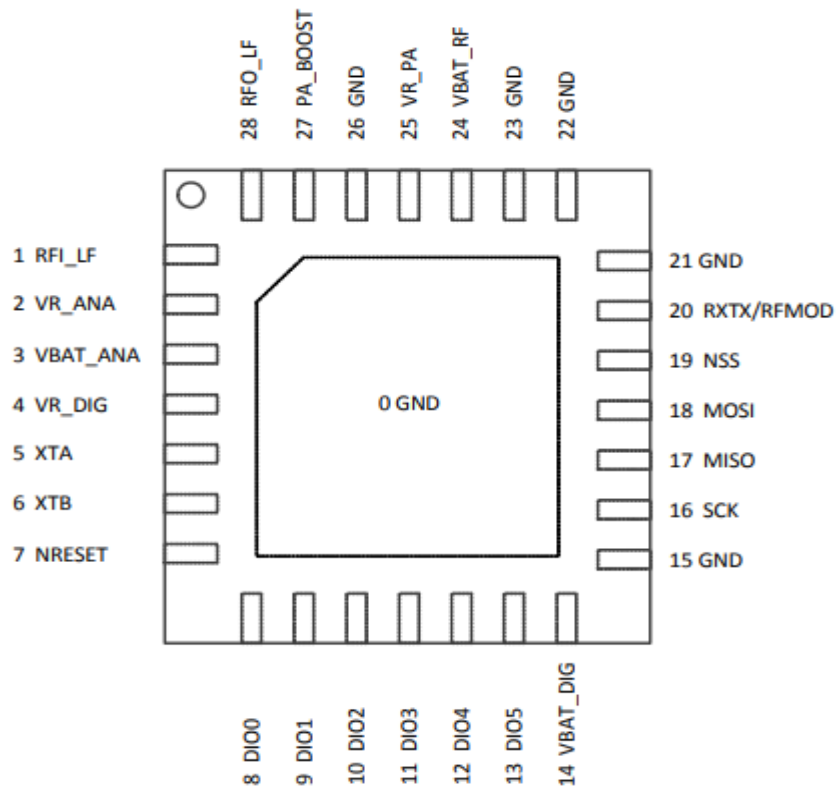 28 RFO_LF
27 PA_BOOST
26 GND
25 VR_PA
24 VBAT_RF
23 GND
22 GND
1 RFI_LF
2 VR_ANA
3 VBAT_ANA
4 VR_DIG
5 XTA
6 XTB
7 NRESET
0 GND
21 GND
20 RXTX/RFMOD
19 NSS
18 MOSI
17 MISO
16 SCK
15 GND
8 DIO0
9 DIO1
10 DIO2
11 DIO3
12 DIO4
13 DIO5
14 VBAT_DIG